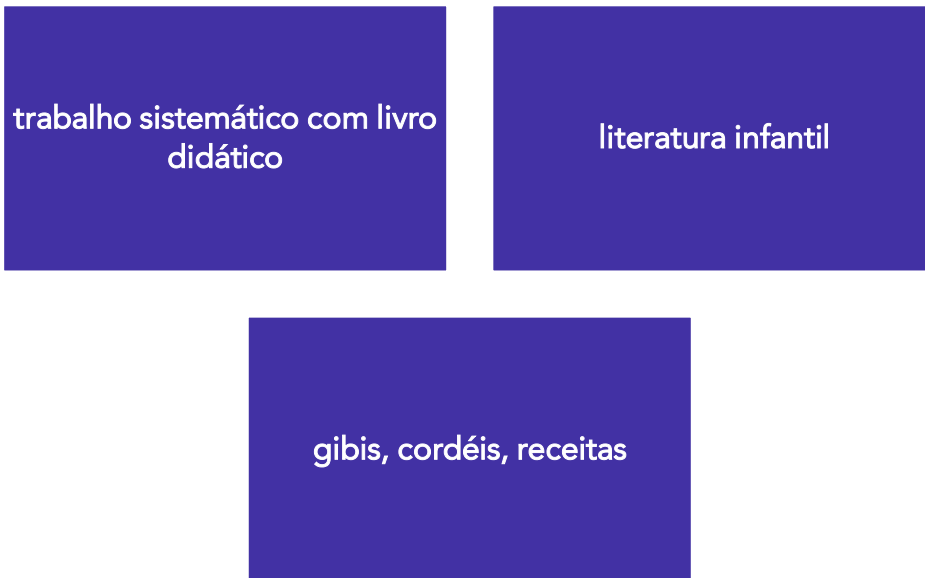 trabalho sistemático com livro
didático
literatura infantil
gibis, cordéis, receitas